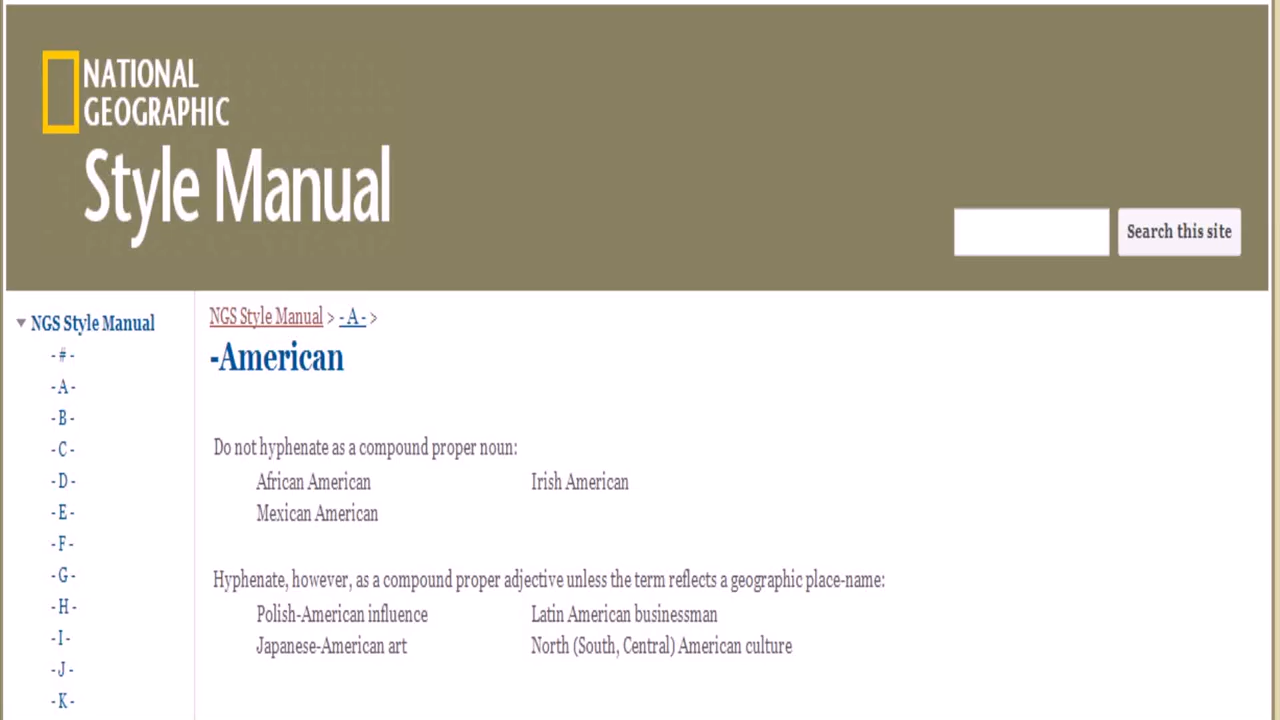 NATIONAL
GEOGRAPHIC
Style Manual
Search this site
NGS Style Manual
- # -
- A -
- B -
- C -
- D -
- E -
- F -
- G -
- H -
- I -
- J -
- K -
NGS Style Manual > - A - >
-American
Do not hyphenate as a compound proper noun:
African American Irish American
Mexican American
Hyphenate, however, as a compound proper adjective unless the term reflects a geographic place-name:
Polish-American influence Latin American businessman
Japanese-American art North (South, Central) American culture